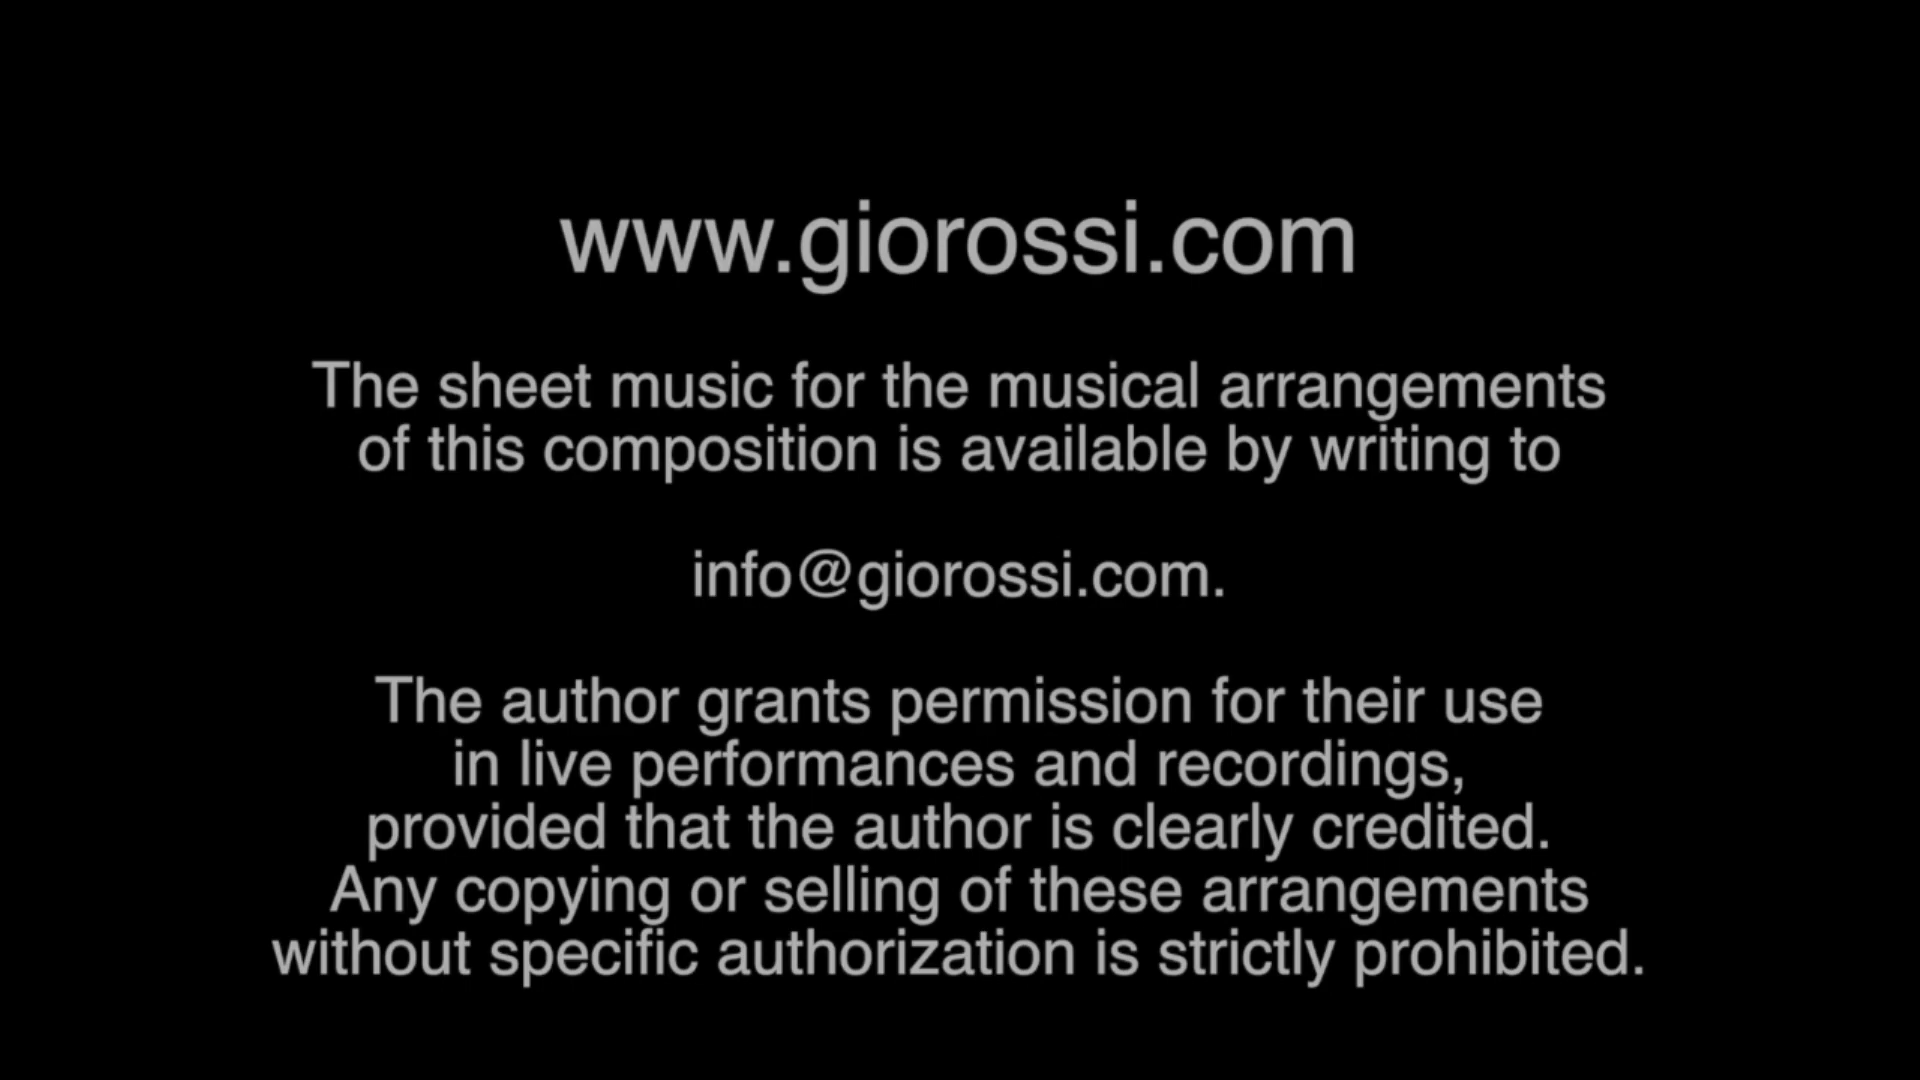 www.giorossi.com
The sheet music for the musical arrangements
of this composition is available by writing to
info@giorossi.com.
The author grants permission for their use
in live performances and recordings,
provided that the author is clearly credited.
Any copying or selling of these arrangements
without specific authorization is strictly prohibited.